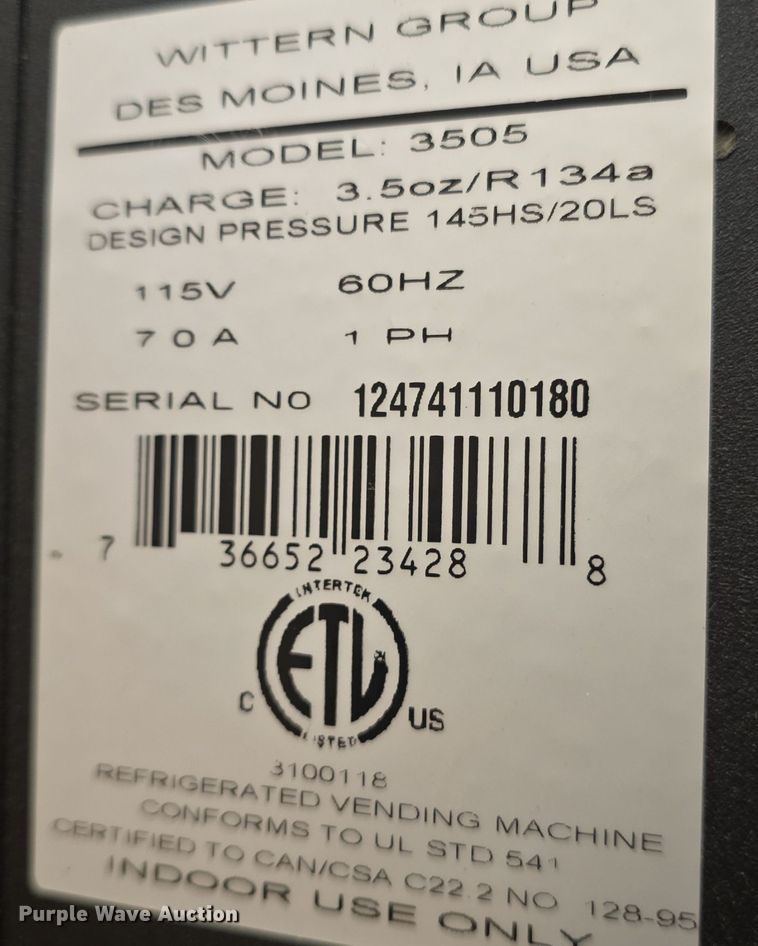 WITTERN GROUP
DES MOINES, IA USA
MODEL: 3505
CHARGE: 3.5oz/R134a
DESIGN PRESSURE 145HS/20LS
115V 60HZ
7 0 A 1 PH
SERIAL NO 124741110180
7 36652 23428 8
INTERTEK
ETL
C US
LISTED
3100118
REFRIGERATED VENDING MACHINE
CONFORMS TO UL STD 541
CERTIFIED TO CAN/CSA C22.2 NO 128-95
INDOOR USE ONLY
Purple Wave Auction